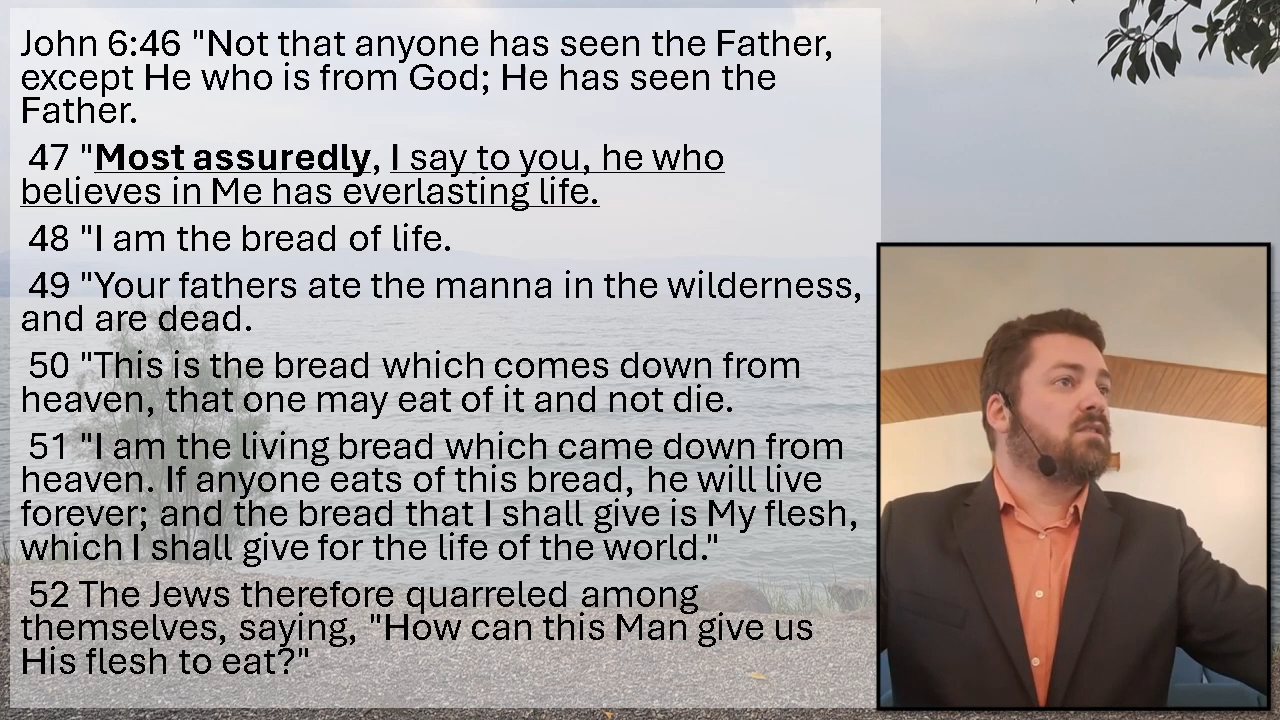 John 6:46 "Not that anyone has seen the Father,
except He who is from God; He has seen the
Father.
47 "Most assuredly, I say to you, he who
believes in Me has everlasting life.
48 "I am the bread of life.
49 "Your fathers ate the manna in the wilderness,
and are dead.
50 "This is the bread which comes down from
heaven, that one may eat of it and not die.
51 "I am the living bread which came down from
heaven. If anyone eats of this bread, he will live
forever; and the bread that I shall give is My flesh,
which I shall give for the life of the world."
52 The Jews therefore quarreled among
themselves, saying, "How can this Man give us
His flesh to eat?"